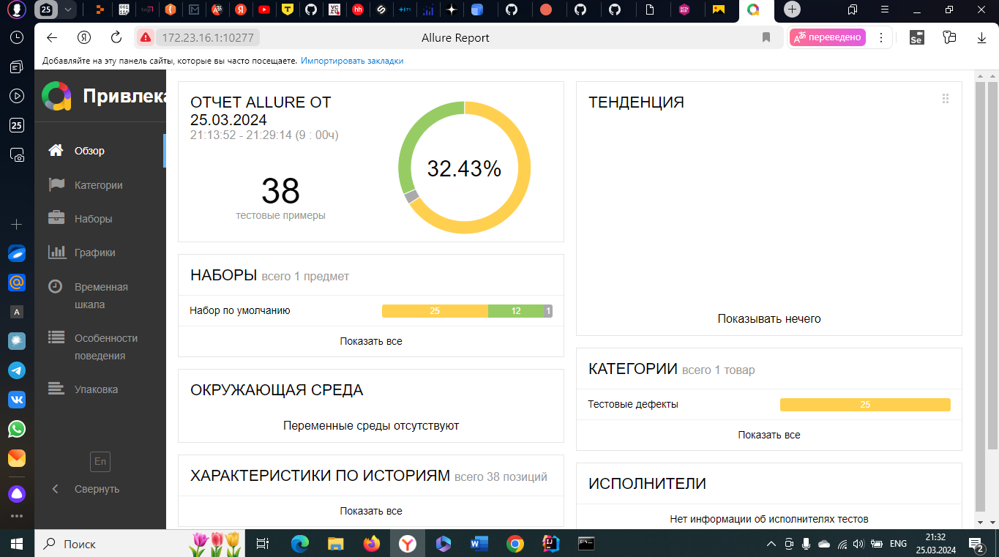 25
172.23.16.1:10277
Allure Report
переведено
Добавляйте на эту панель сайты, которые вы часто посещаете. Импортировать закладки
Привлека
Обзор
Категории
Наборы
Графики
Временная
шкала
Особенности
поведения
Упаковка
En
Свернуть
ОТЧЕТ ALLURE ОТ
25.03.2024
21:13:52 - 21:29:14 (9 : 00ч)
38
тестовые примеры
32.43%
НАБОРЫ всего 1 предмет
Набор по умолчанию 25 12 1
Показать все
ОКРУЖАЮЩАЯ СРЕДА
Переменные среды отсутствуют
ХАРАКТЕРИСТИКИ ПО ИСТОРИЯМ всего 38 позиций
Показать все
ТЕНДЕНЦИЯ
Показывать нечего
КАТЕГОРИИ всего 1 товар
Тестовые дефекты 25
Показать все
ИСПОЛНИТЕЛИ
Нет информации об исполнителях тестов
25
A
Поиск
ENG
21:32
25.03.2024
2